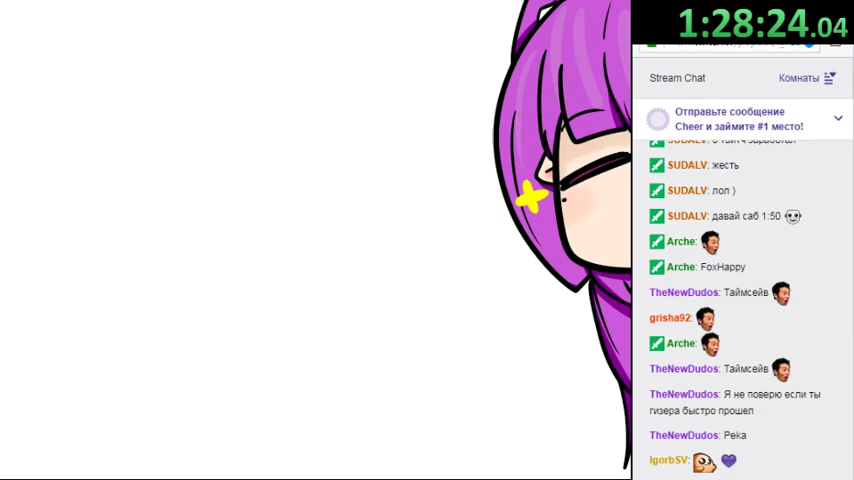 1:28:24.04
Stream Chat
Комнаты
Отправьте сообщение
Cheer и займите #1 место!
SUDALV: жесть
SUDALV: лол )
SUDALV: давай саб 1:50
Arche:
Arche: FoxHappy
TheNewDudos: Таймсейв
grisha92:
Arche:
TheNewDudos: Таймсейв
TheNewDudos: Я не поверю если ты
гизера быстро прошел
TheNewDudos: Peka
IgorbSV: